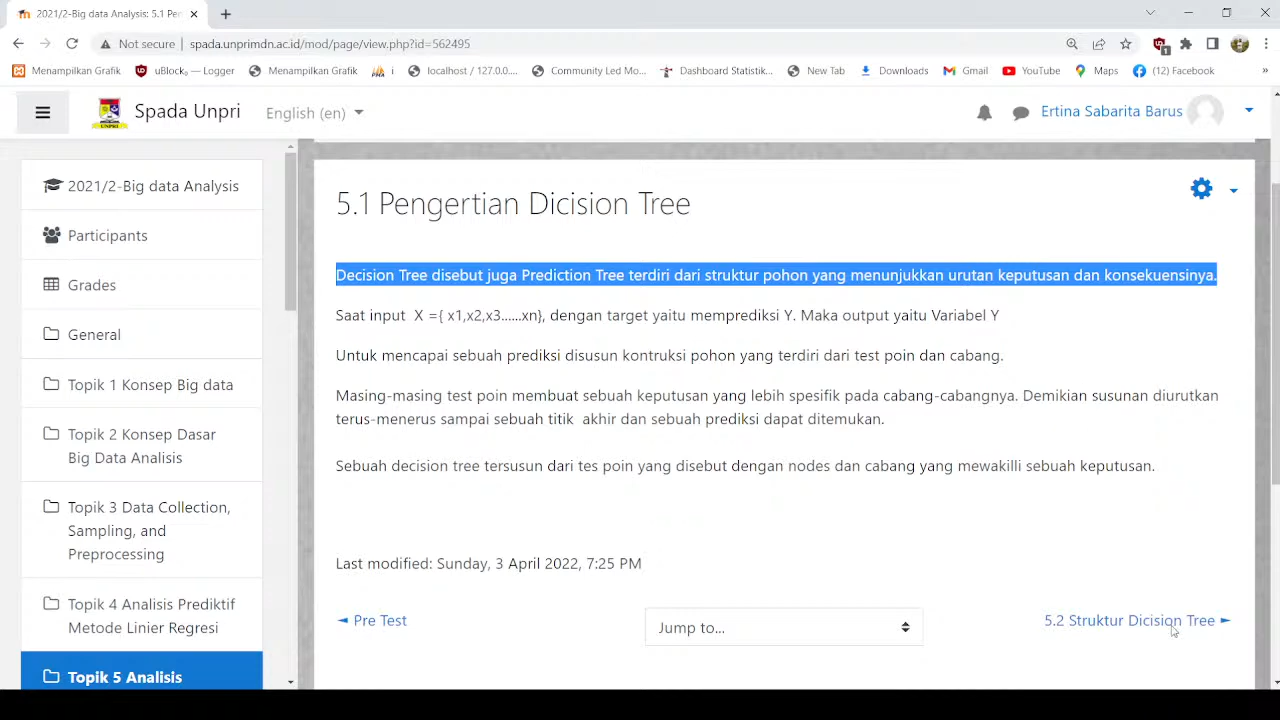 2021/2-Big data Analysis: 5.1 Per
Not secure
spada.unprimdn.ac.id/mod/page/view.php?id=562495
1
Menampilkan Grafik
uBlock₀ — Logger
Menampilkan Grafik
i
localhost / 127.0.0....
Community Led Mo...
Dashboard Statistik...
New Tab
Downloads
Gmail
YouTube
Maps
(12) Facebook
»
UNPRI
Spada Unpri
English (en)
Ertina Sabarita Barus
2021/2-Big data Analysis
Participants
Grades
General
Topik 1 Konsep Big data
Topik 2 Konsep Dasar
Big Data Analysis
Topik 3 Data Collection,
Sampling, and
Preprocessing
Topik 4 Analisis Prediktif
Metode Linier Regresi
Topik 5 Analisis
5.1 Pengertian Dicision Tree
Decision Tree disebut juga Prediction Tree terdiri dari struktur pohon yang menunjukkan urutan keputusan dan konsekuensinya.
Saat input X ={ x1,x2,x3......xn}, dengan target yaitu memprediksi Y. Maka output yaitu Variabel Y
Untuk mencapai sebuah prediksi disusun kontruksi pohon yang terdiri dari test poin dan cabang.
Masing-masing test poin membuat sebuah keputusan yang lebih spesifik pada cabang-cabangnya. Demikian susunan diurutkan
terus-menerus sampai sebuah titik akhir dan sebuah prediksi dapat ditemukan.
Sebuah decision tree tersusun dari tes poin yang disebut dengan nodes dan cabang yang mewakilli sebuah keputusan.
Last modified: Sunday, 3 April 2022, 7:25 PM
◄ Pre Test
Jump to...
5.2 Struktur Dicision Tree ►